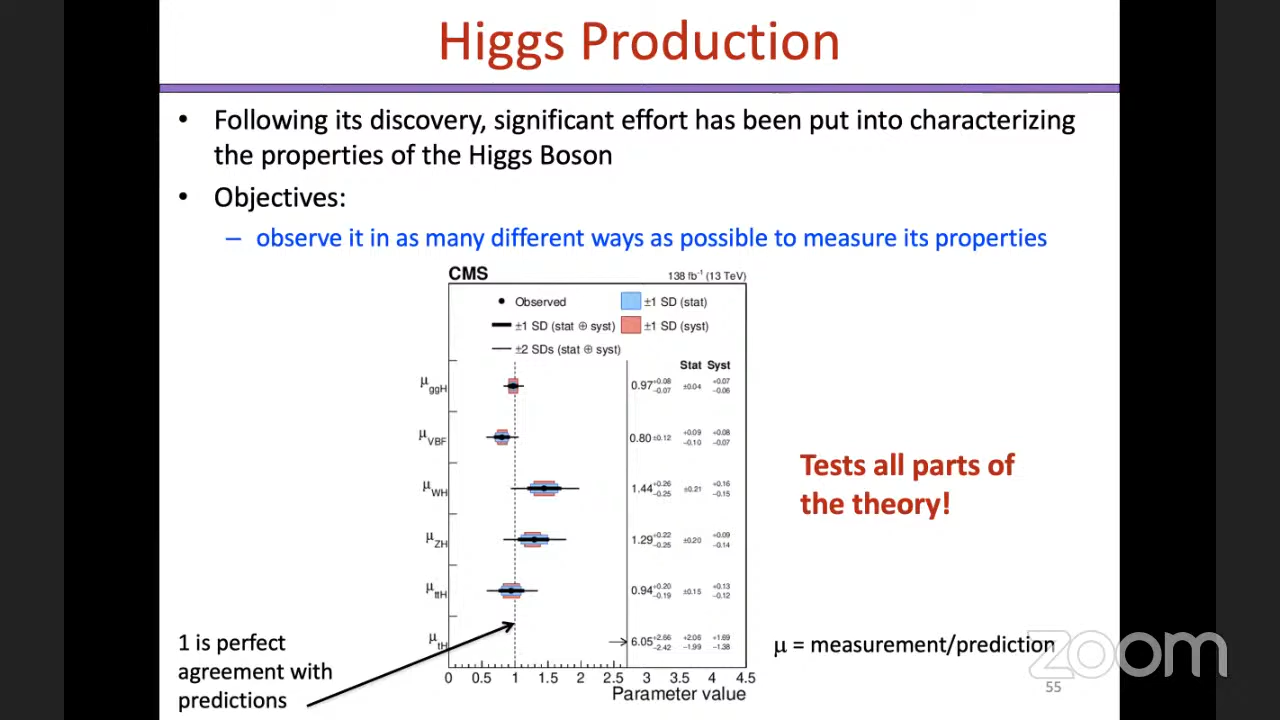 Higgs Production
• Following its discovery, significant effort has been put into characterizing
the properties of the Higgs Boson
• Objectives:
– observe it in as many different ways as possible to measure its properties
CMS 138 fb⁻¹ (13 TeV)
Observed ±1 SD (stat)
±1 SD (stat ⊕ syst) ±1 SD (syst)
±2 SDs (stat ⊕ syst)
Stat Syst
μ ggH 0.97 +0.08 −0.07 ±0.04 +0.07 −0.06
μ VBF 0.80 ±0.12 +0.09 −0.10 +0.08 −0.07
μ WH 1.44 +0.26 −0.25 ±0.21 +0.16 −0.15
μ ZH 1.29 +0.22 −0.25 ±0.20 +0.09 −0.14
μ ttH 0.94 +0.20 −0.19 ±0.15 +0.13 −0.12
μ tH 6.05 +2.66 −2.42 +2.06 −1.99 +1.69 −1.38
0 0.5 1 1.5 2 2.5 3 3.5 4 4.5
Parameter value
Tests all parts of
the theory!
1 is perfect
agreement with
predictions
μ = measurement/prediction
zoom
55